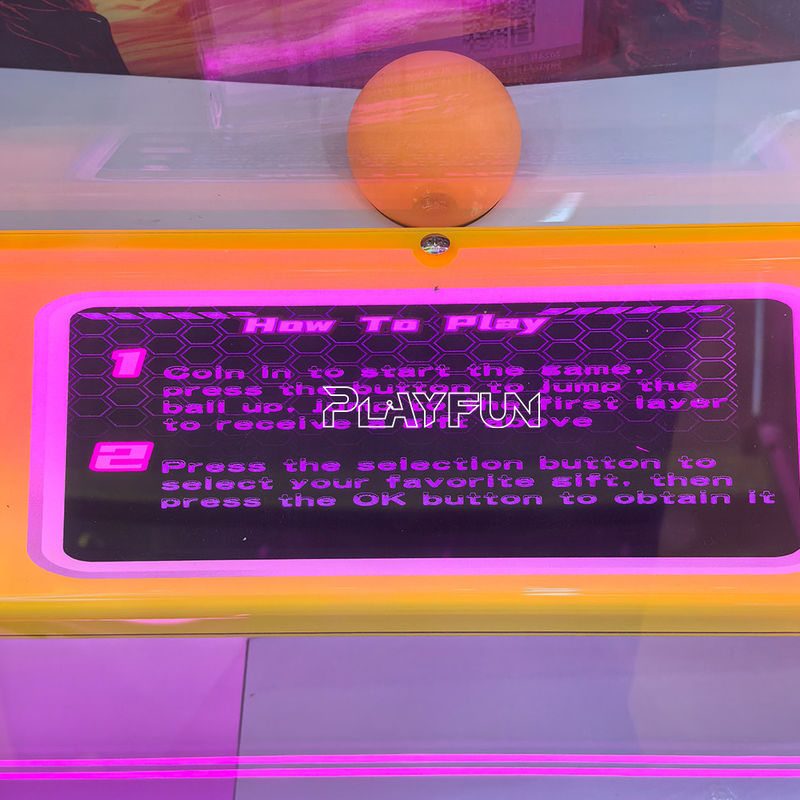 How To Play
1
Coin in to start the game,
press the button to jump the
ball up, first layer
to receive
PLAYFUN
2
Press the selection button to
select your favorite gift, then
press the OK button to obtain it